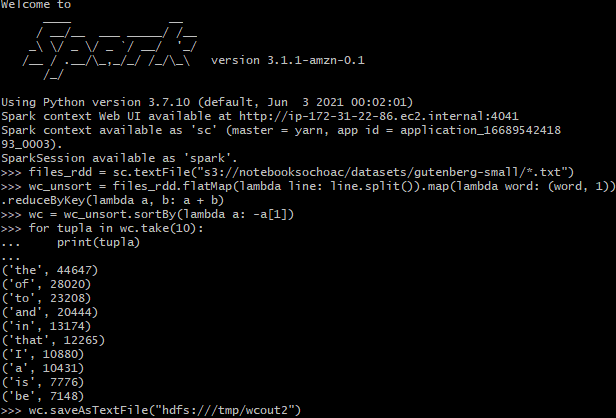 Welcome to
      ____              __
     / __/__  ___ _____/ /__
    _\ \/ _ \/ _ `/ __/  '_/
   /__ / .__/\_,_/_/ /_/\_\   version 3.1.1-amzn-0.1
      /_/
Using Python version 3.7.10 (default, Jun  3 2021 00:02:01)
Spark context Web UI available at http://ip-172-31-22-86.ec2.internal:4041
Spark context available as 'sc' (master = yarn, app id = application_16689542418
93_0003).
SparkSession available as 'spark'.
>>> files_rdd = sc.textFile("s3://notebooksochoac/datasets/gutenberg-small/*.txt")
>>> wc_unsort = files_rdd.flatMap(lambda line: line.split()).map(lambda word: (word, 1))
.reduceByKey(lambda a, b: a + b)
>>> wc = wc_unsort.sortBy(lambda a: -a[1])
>>> for tupla in wc.take(10):
...     print(tupla)
...
('the', 44647)
('of', 28020)
('to', 23208)
('and', 20444)
('in', 13174)
('that', 12265)
('I', 10880)
('a', 10431)
('is', 7776)
('be', 7148)
>>> wc.saveAsTextFile("hdfs:///tmp/wcout2")